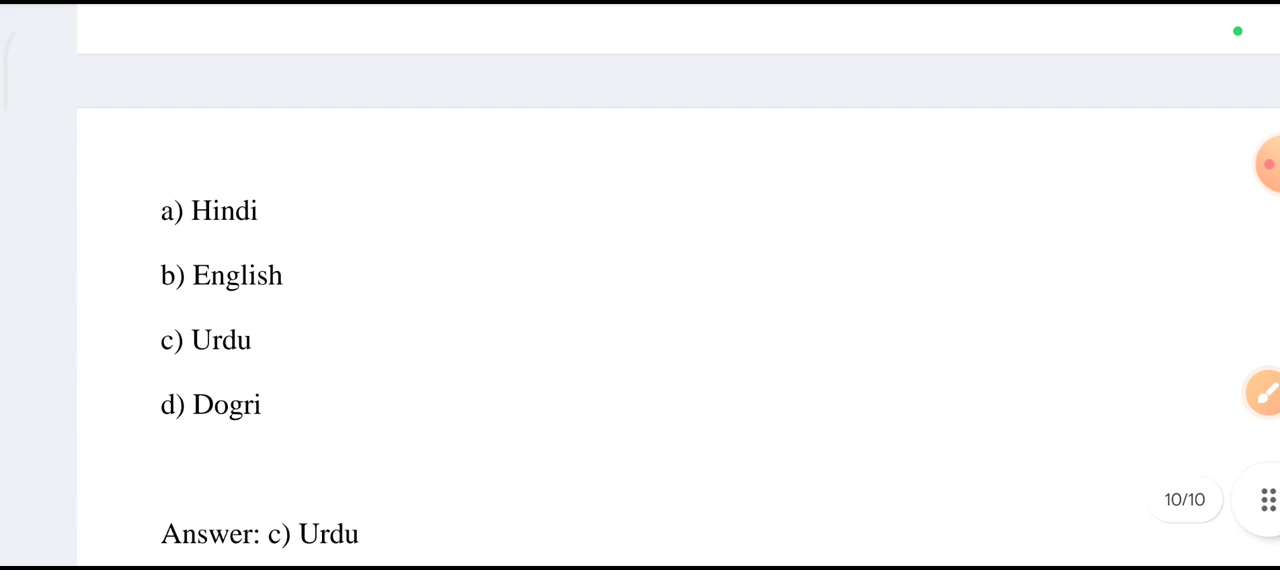 a) Hindi
b) English
c) Urdu
d) Dogri
10/10
Answer: c) Urdu